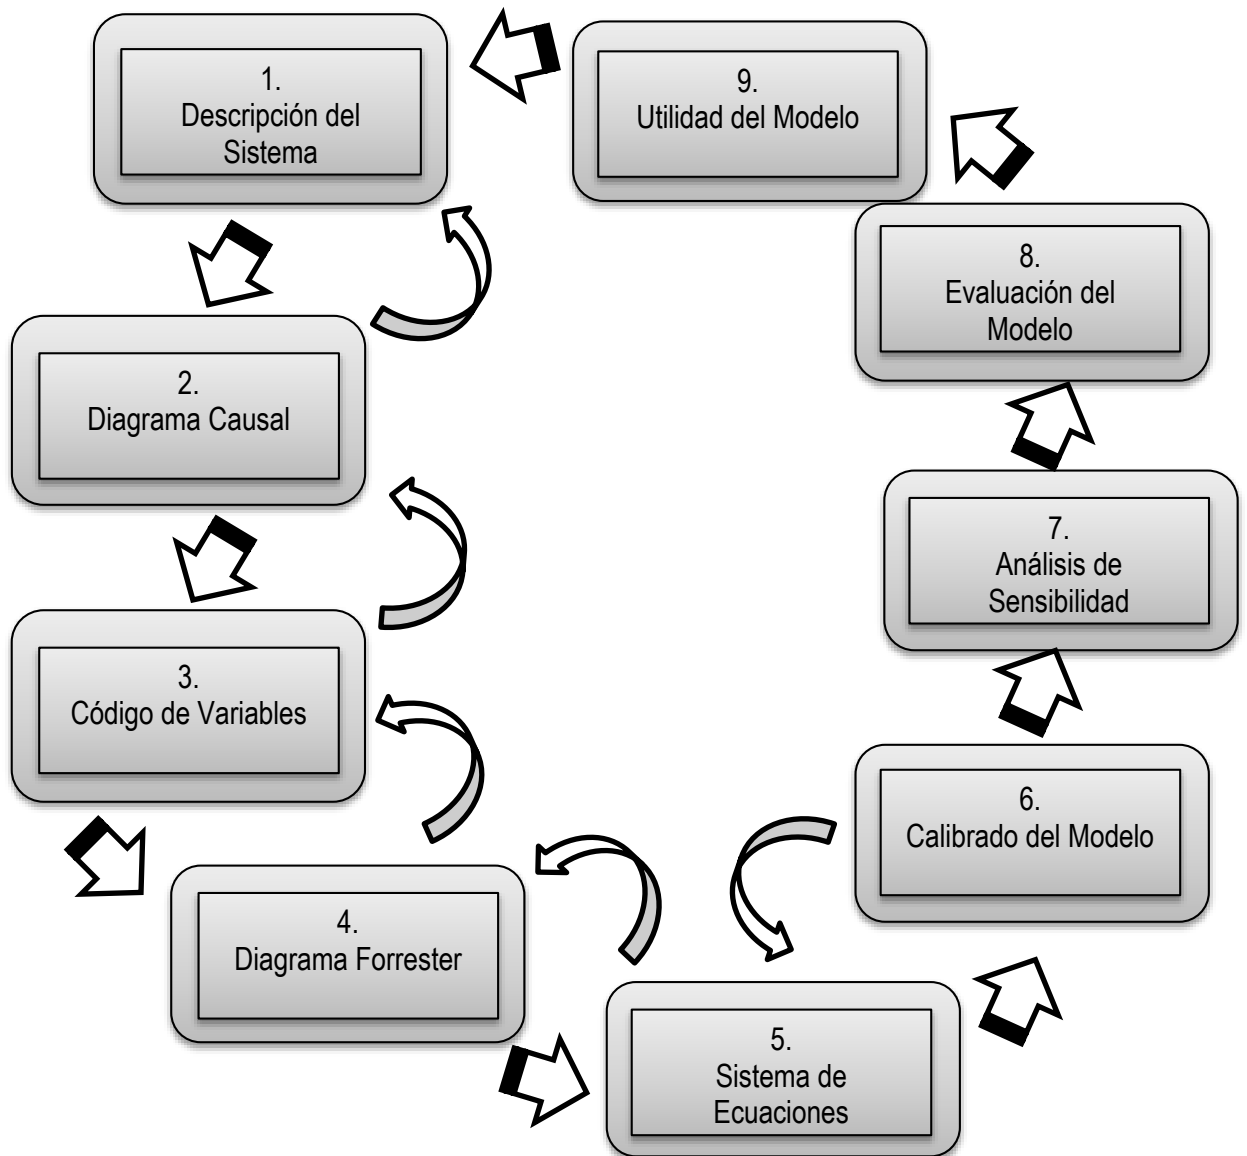 1.
Descripción del
Sistema
2.
Diagrama Causal
3.
Código de Variables
4.
Diagrama Forrester
5.
Sistema de
Ecuaciones
6.
Calibrado del Modelo
7.
Análisis de
Sensibilidad
8.
Evaluación del
Modelo
9.
Utilidad del Modelo